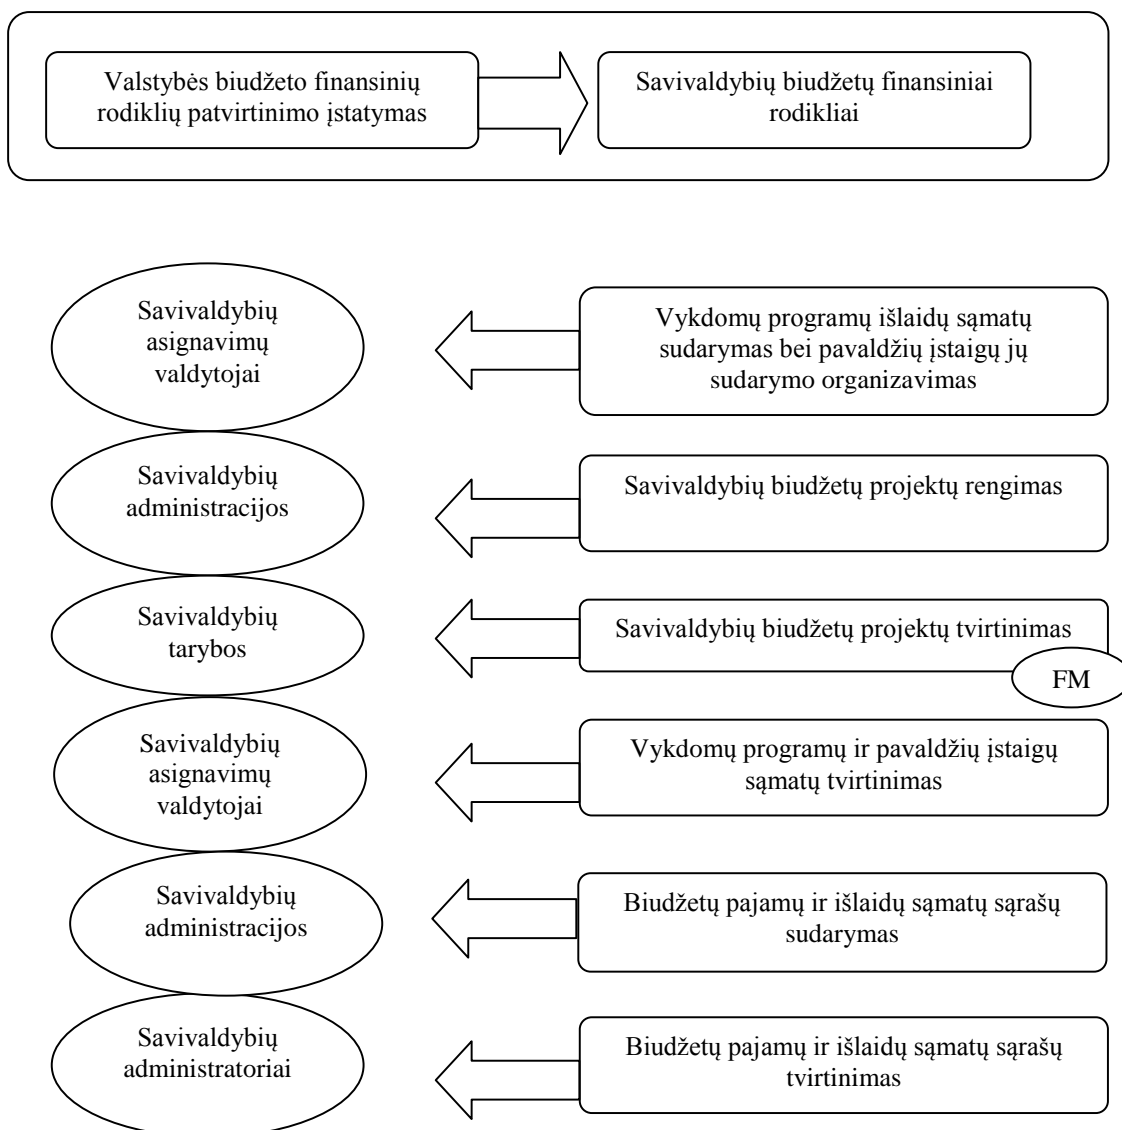 Valstybės biudžeto finansinių
rodiklių patvirtinimo įstatymas
Savivaldybių biudžetų finansiniai
rodikliai
Savivaldybių
asignavimų
valdytojai
Vykdomų programų išlaidų sąmatų
sudarymas bei pavaldžių įstaigų jų
sudarymo organizavimas
Savivaldybių
administracijos
Savivaldybių biudžetų projektų rengimas
Savivaldybių
tarybos
Savivaldybių biudžetų projektų tvirtinimas
FM
Savivaldybių
asignavimų
valdytojai
Vykdomų programų ir pavaldžių įstaigų
sąmatų tvirtinimas
Savivaldybių
administracijos
Biudžetų pajamų ir išlaidų sąmatų sąrašų
sudarymas
Savivaldybių
administratoriai
Biudžetų pajamų ir išlaidų sąmatų sąrašų
tvirtinimas